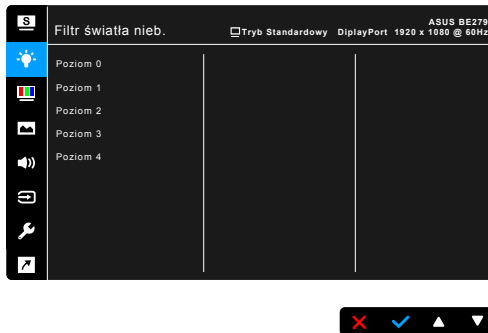 S
ASUS BE279
Filtr światła nieb.
Tryb Standardowy DiplayPort 1920 x 1080 @ 60Hz
Poziom 0
Poziom 1
Poziom 2
Poziom 3
Poziom 4